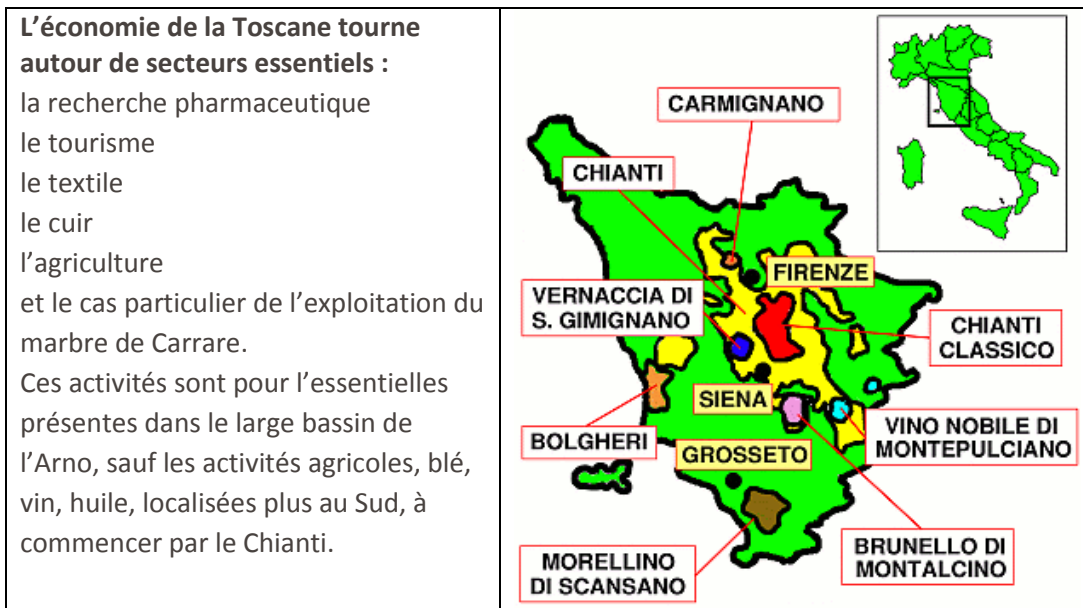 L’économie de la Toscane tourne
autour de secteurs essentiels :
la recherche pharmaceutique
le tourisme
le textile
le cuir
l’agriculture
et le cas particulier de l’exploitation du
marbre de Carrare.
Ces activités sont pour l’essentielles
présentes dans le large bassin de
l’Arno, sauf les activités agricoles, blé,
vin, huile, localisées plus au Sud, à
commencer par le Chianti.
CARMIGNANO
CHIANTI
FIRENZE
VERNACCIA DI
S. GIMIGNANO
CHIANTI
CLASSICO
SIENA
BOLGHERI
VINO NOBILE DI
MONTEPULCIANO
GROSSETO
BRUNELLO DI
MONTALCINO
MORELLINO
DI SCANSANO